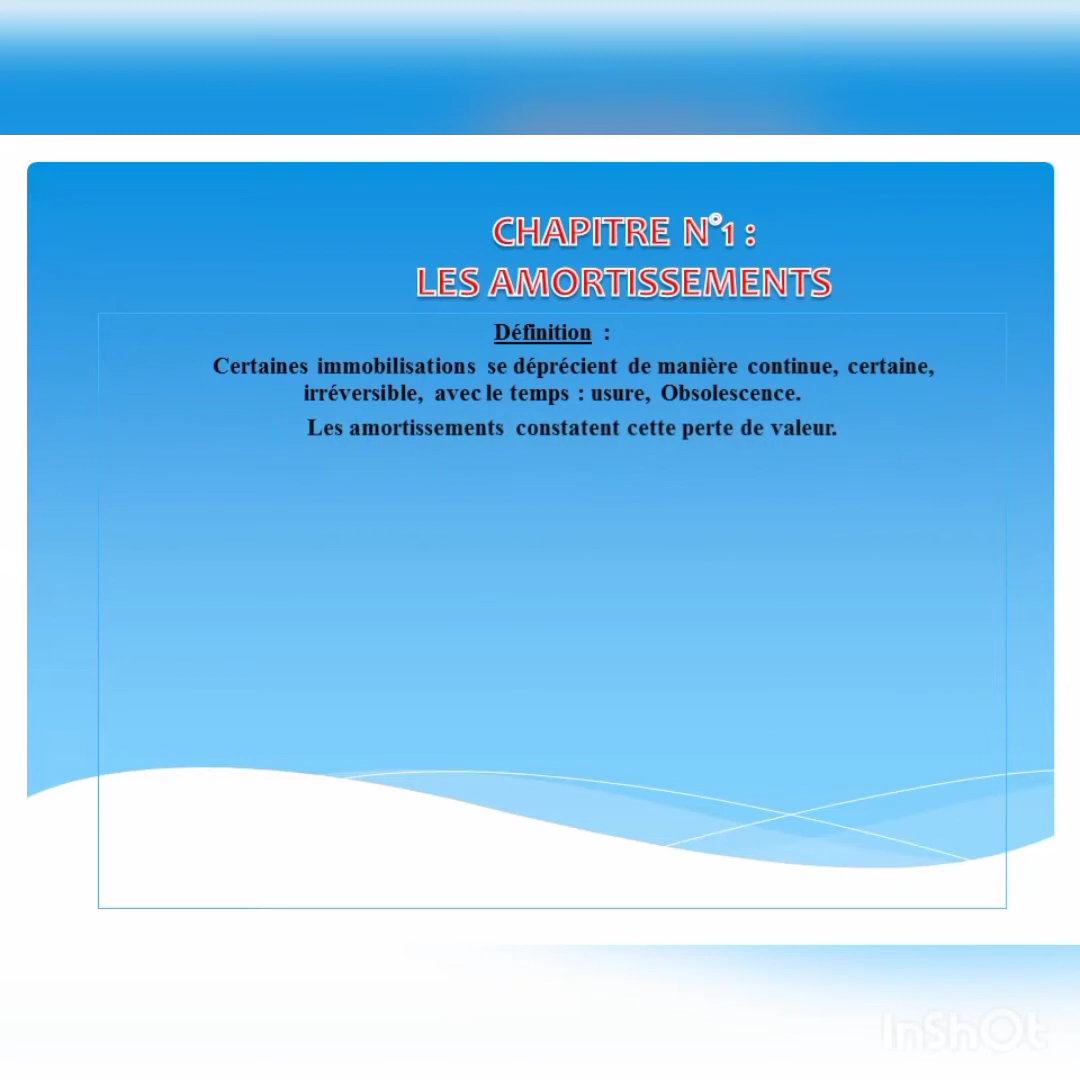 CHAPITRE N°1 :
LES AMORTISSEMENTS
Définition :
Certaines immobilisations se déprécient de manière continue, certaine,
irréversible, avec le temps : usure, Obsolescence.
Les amortissements constatent cette perte de valeur.
InShOt